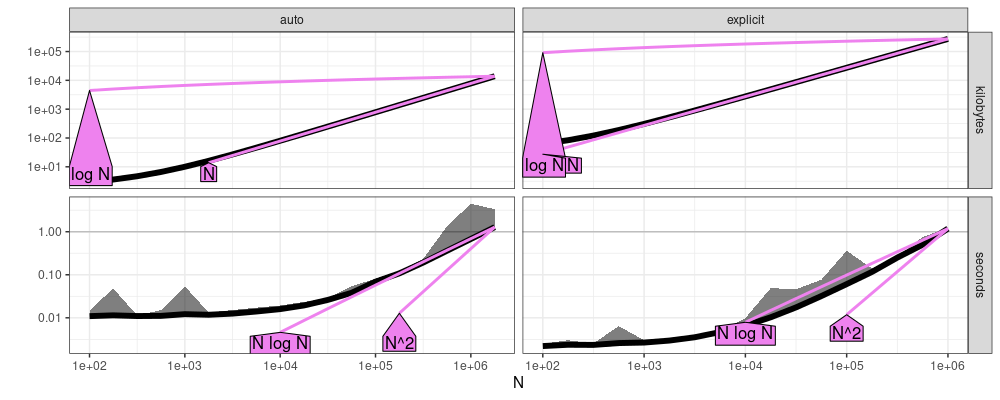 auto explicit
1e+05
1e+04
1e+03
1e+02
1e+01
log N N log N N
kilobytes
1.00
0.10
0.01
N log N N^2 N log N N^2
seconds
1e+02 1e+03 1e+04 1e+05 1e+06 1e+02 1e+03 1e+04 1e+05 1e+06
N